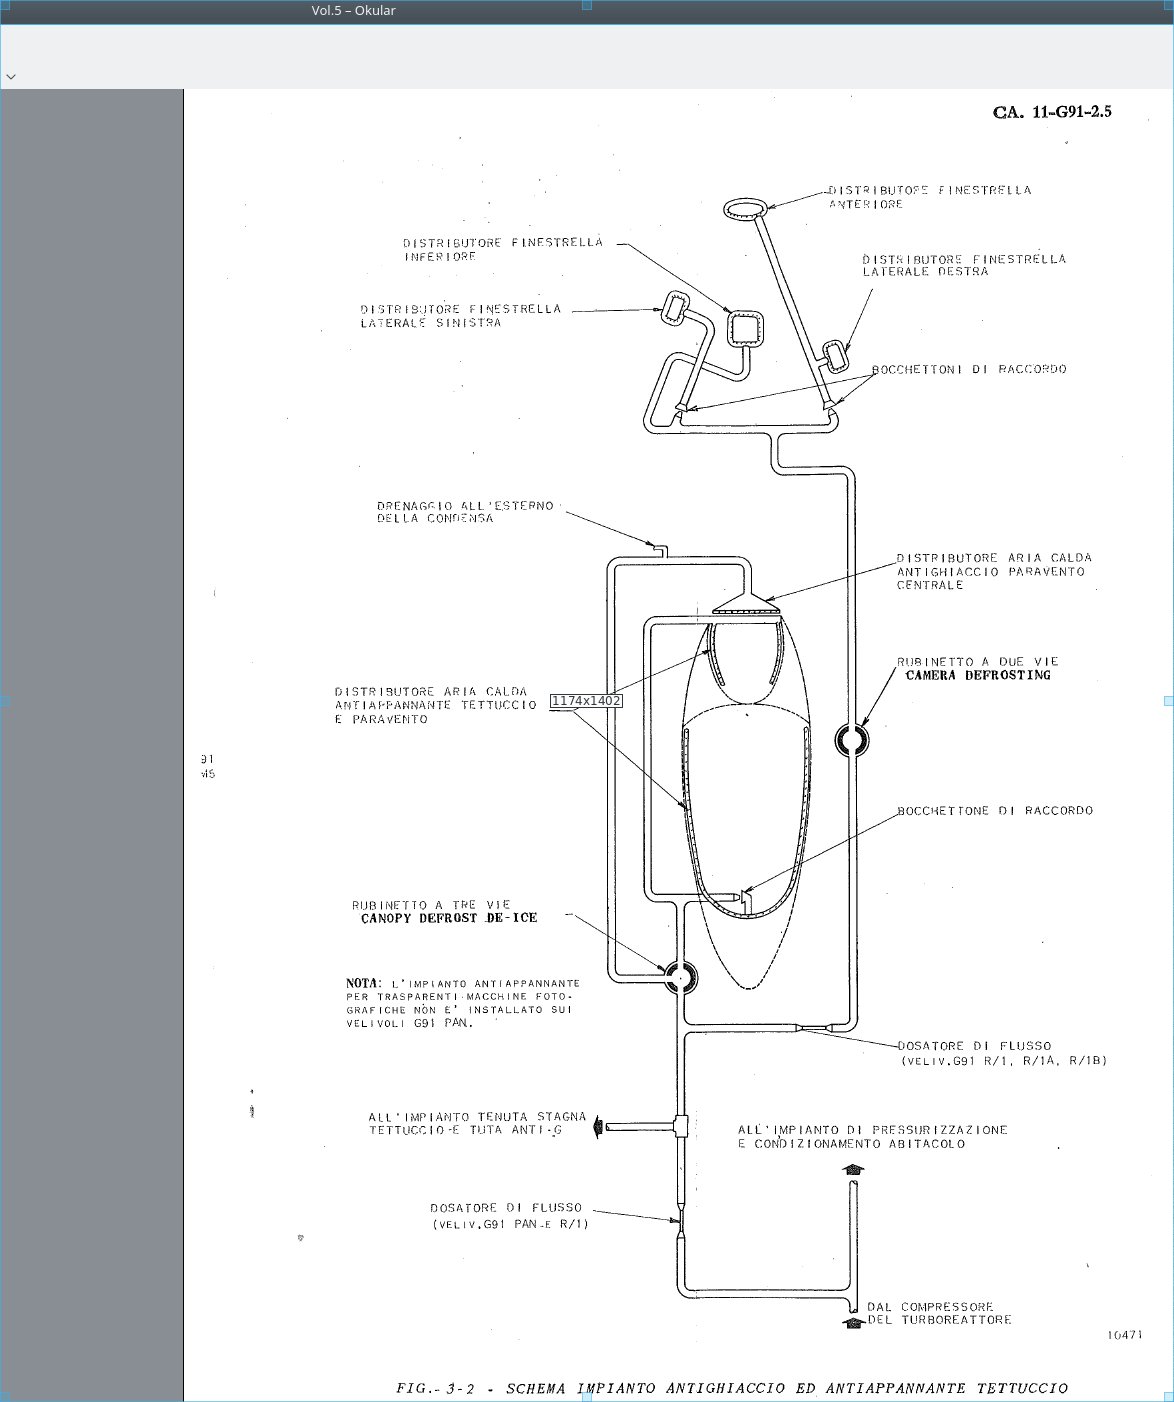 Vol.5 – Okular
CA. 11-G91-2.5
DISTRIBUTORE FINESTRELLA
ANTERIORE
DISTRIBUTORE FINESTRELLA
INFERIORE
DISTRIBUTORE FINESTRELLA
LATERALE DESTRA
DISTRIBUTORE FINESTRELLA
LATERALE SINISTRA
BOCCHETTONI DI RACCORDO
DRENAGGIO ALL'ESTERNO
DELLA CONDENSA
DISTRIBUTORE ARIA CALDA
ANTIGHIACCIO PARAVENTO
CENTRALE
RUBINETTO A DUE VIE
CAMERA DEFROSTING
DISTRIBUTORE ARIA CALDA
ANTIAPPANNANTE TETTUCCIO
E PARAVENTO
1174x1402
BOCCHETTONE DI RACCORDO
RUBINETTO A TRE VIE
CANOPY DEFROST DE-ICE
NOTA: L'IMPIANTO ANTIAPPANNANTE
PER TRASPARENTI MACCHINE FOTO-
GRAFICHE NON E' INSTALLATO SUI
VELIVOLI G91 PAN.
DOSATORE DI FLUSSO
(VELIV.G91 R/1, R/1A, R/1B)
ALL'IMPIANTO TENUTA STAGNA
TETTUCCIO E TUTA ANTI-G
ALL'IMPIANTO DI PRESSURIZZAZIONE
E CONDIZIONAMENTO ABITACOLO
DOSATORE DI FLUSSO
(VELIV.G91 PAN E R/1)
DAL COMPRESSORE
DEL TURBOREATTORE
10471
FIG.- 3-2 - SCHEMA IMPIANTO ANTIGHIACCIO ED ANTIAPPANNANTE TETTUCCIO